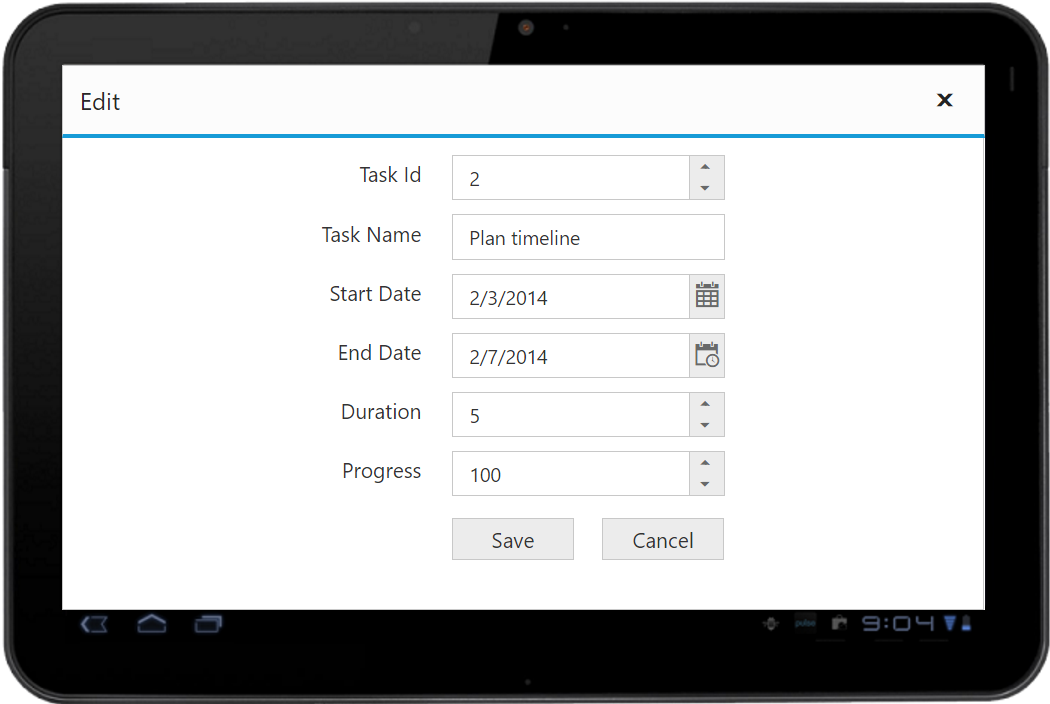 Edit
Task Id 2
Task Name Plan timeline
Start Date 2/3/2014
End Date 2/7/2014
Duration 5
Progress 100
Save Cancel
pulse 9:04